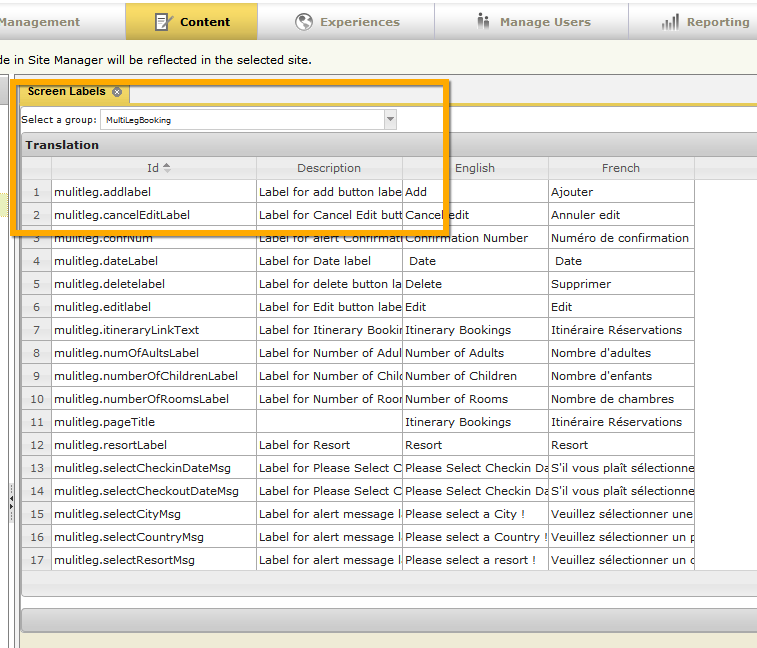 Management Content Experiences Manage Users Reporting
de in Site Manager will be reflected in the selected site.
Screen Labels
Select a group: MultiLegBooking
Translation
Id Description English French
1 mulitleg.addlabel Label for add button labe Add Ajouter
2 mulitleg.cancelEditLabel Label for Cancel Edit butt Cancel edit Annuler edit
3 mulitleg.confNum Label for alert Confirmat Confirmation Number Numéro de confirmation
4 mulitleg.dateLabel Label for Date label Date Date
5 mulitleg.deletelabel Label for delete button la Delete Supprimer
6 mulitleg.editlabel Label for Edit button labe Edit Edit
7 mulitleg.itineraryLinkText Label for Itinerary Bookin Itinerary Bookings Itinéraire Réservations
8 mulitleg.numOfAultsLabel Label for Number of Adul Number of Adults Nombre d'adultes
9 mulitleg.numberOfChildrenLabel Label for Number of Chilc Number of Children Nombre d'enfants
10 mulitleg.numberOfRoomsLabel Label for Number of Roor Number of Rooms Nombre de chambres
11 mulitleg.pageTitle Itinerary Bookings Itinéraire Réservations
12 mulitleg.resortLabel Label for Resort Resort Resort
13 mulitleg.selectCheckinDateMsg Label for Please Select C Please Select Checkin Da S'il vous plaît sélectionne
14 mulitleg.selectCheckoutDateMsg Label for Please Select C Please Select Checkin Da S'il vous plaît sélectionne
15 mulitleg.selectCityMsg Label for alert message l Please select a City ! Veuillez sélectionner une
16 mulitleg.selectCountryMsg Label for alert message l Please select a Country ! Veuillez sélectionner un p
17 mulitleg.selectResortMsg Label for alert message l Please select a resort ! Veuillez sélectionner un c